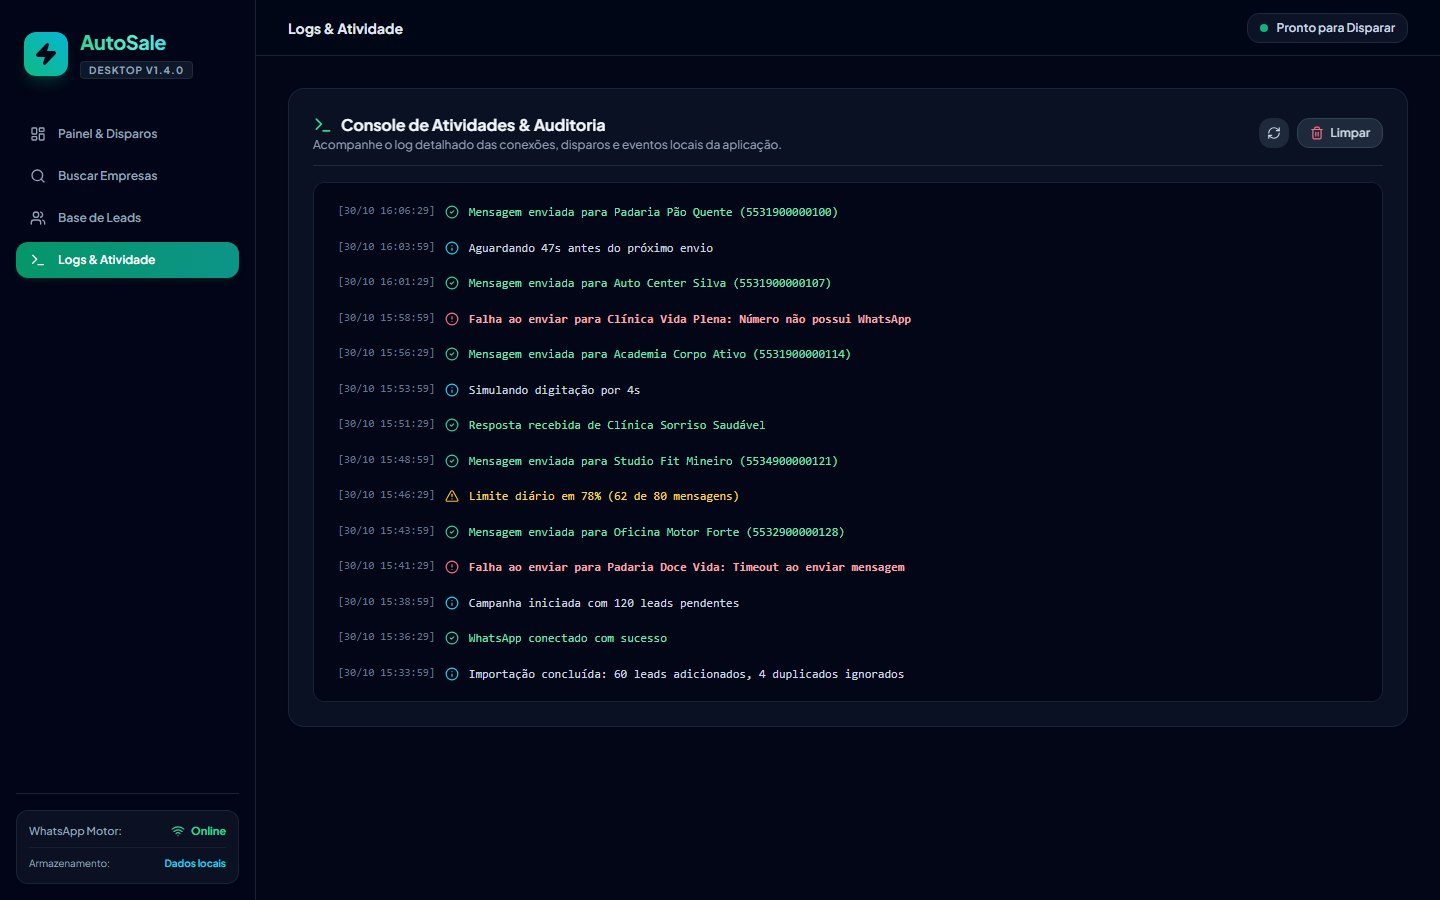 AutoSale
DESKTOP V1.4.0
Painel & Disparos
Buscar Empresas
Base de Leads
Logs & Atividade
WhatsApp Motor:
Online
Armazenamento:
Dados locais
Logs & Atividade
Pronto para Disparar
Console de Atividades & Auditoria
Acompanhe o log detalhado das conexões, disparos e eventos locais da aplicação.
Limpar
[30/10 16:06:29] Mensagem enviada para Padaria Pão Quente (5531900000100)
[30/10 16:03:59] Aguardando 47s antes do próximo envio
[30/10 16:01:29] Mensagem enviada para Auto Center Silva (5531900000107)
[30/10 15:58:59] Falha ao enviar para Clínica Vida Plena: Número não possui WhatsApp
[30/10 15:56:29] Mensagem enviada para Academia Corpo Ativo (5531900000114)
[30/10 15:53:59] Simulando digitação por 4s
[30/10 15:51:29] Resposta recebida de Clínica Sorriso Saudável
[30/10 15:48:59] Mensagem enviada para Studio Fit Mineiro (5534900000121)
[30/10 15:46:29] Limite diário em 78% (62 de 80 mensagens)
[30/10 15:43:59] Mensagem enviada para Oficina Motor Forte (5532900000128)
[30/10 15:41:29] Falha ao enviar para Padaria Doce Vida: Timeout ao enviar mensagem
[30/10 15:38:59] Campanha iniciada com 120 leads pendentes
[30/10 15:36:29] WhatsApp conectado com sucesso
[30/10 15:33:59] Importação concluída: 60 leads adicionados, 4 duplicados ignorados